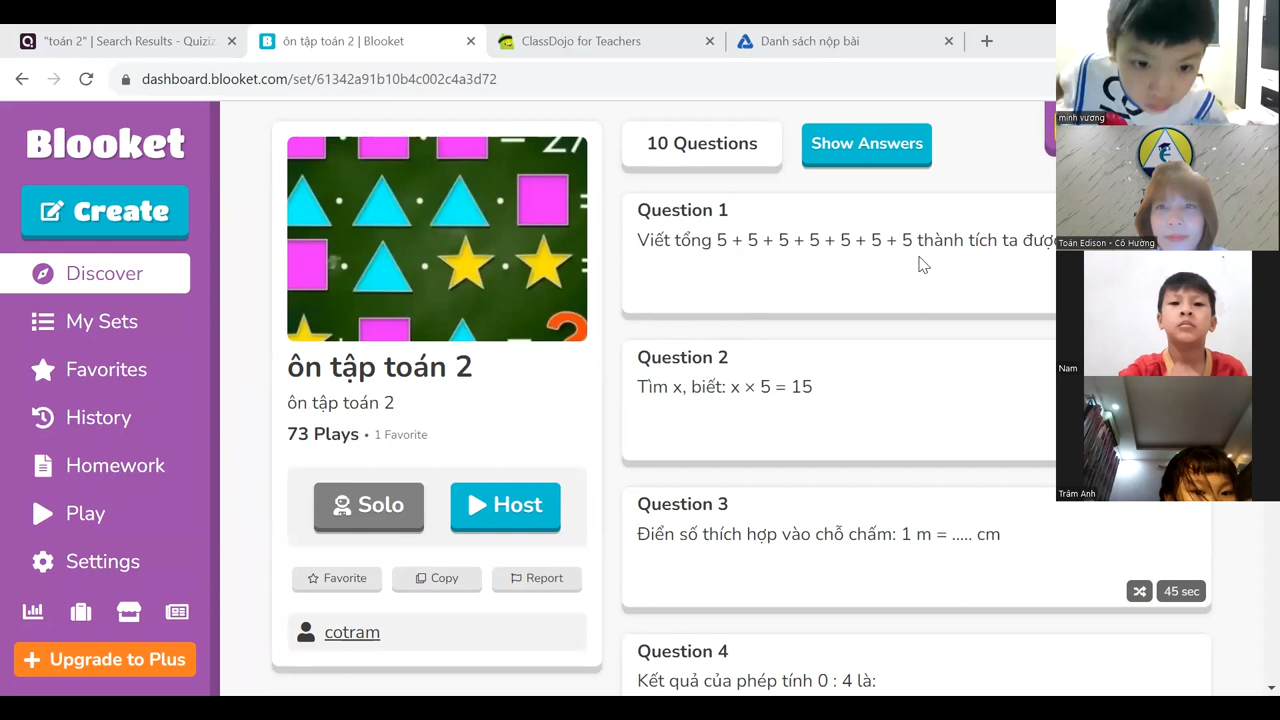 "toán 2" | Search Results - Quiziz
ôn tập toán 2 | Blooket
ClassDojo for Teachers
Danh sách nộp bài
dashboard.blooket.com/set/61342a91b10b4c002c4a3d72
Blooket
Create
Discover
My Sets
Favorites
History
Homework
Play
Settings
Upgrade to Plus
= 27
?
ôn tập toán 2
ôn tập toán 2
73 Plays • 1 Favorite
Solo
Host
Favorite
Copy
Report
cotram
10 Questions
Show Answers
Question 1
Viết tổng 5 + 5 + 5 + 5 + 5 + 5 + 5 thành tích ta được
Question 2
Tìm x, biết: x × 5 = 15
Question 3
Điển số thích hợp vào chỗ chấm: 1 m = ..... cm
45 sec
Question 4
Kết quả của phép tính 0 : 4 là:
minh vương
Toán Edison - Cô Hường
Nam
Trâm Anh